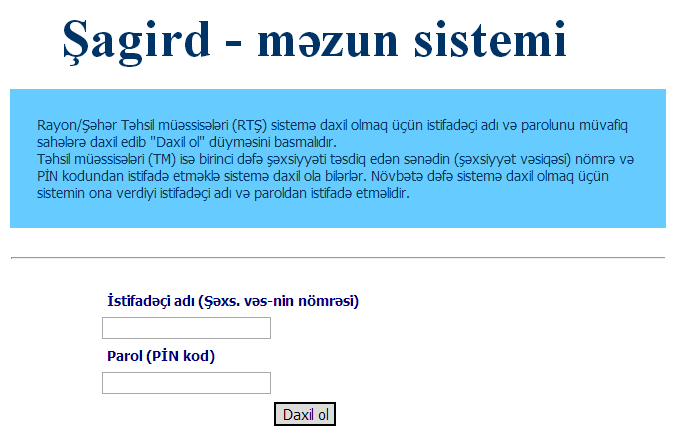 Şagird - məzun sistemi
Rayon/Şəhər Təhsil müəssisələri (RTŞ) sistemə daxil olmaq üçün istifadəçi adı və parolunu müvafiq
sahələrə daxil edib "Daxil ol" düyməsini basmalıdır.
Təhsil müəssisələri (TM) isə birinci dəfə şəxsiyyəti təsdiq edən sənədin (şəxsiyyət vəsiqəsi) nömrə və
PİN kodundan istifadə etməklə sistemə daxil ola bilərlər. Növbətə dəfə sistemə daxil olmaq üçün
sistemin ona verdiyi istifadəçi adı və paroldan istifadə etməlidir.
İstifadəçi adı (Şəxs. vəs-nin nömrəsi)
Parol (PİN kod)
Daxil ol